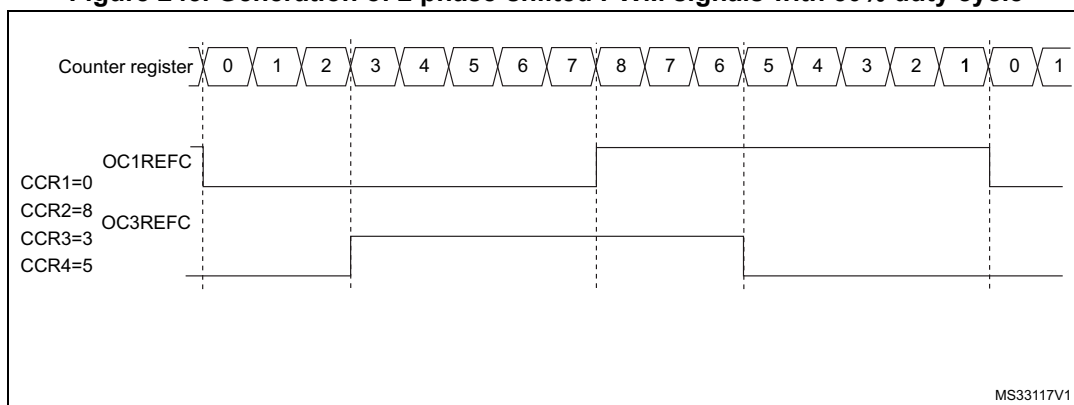 Figure 246. Generation of 2 phase-shifted PWM signals with 50% duty cycle
Counter register 0 1 2 3 4 5 6 7 8 7 6 5 4 3 2 1 0 1
OC1REFC
CCR1=0
CCR2=8
OC3REFC
CCR3=3
CCR4=5
MS33117V1